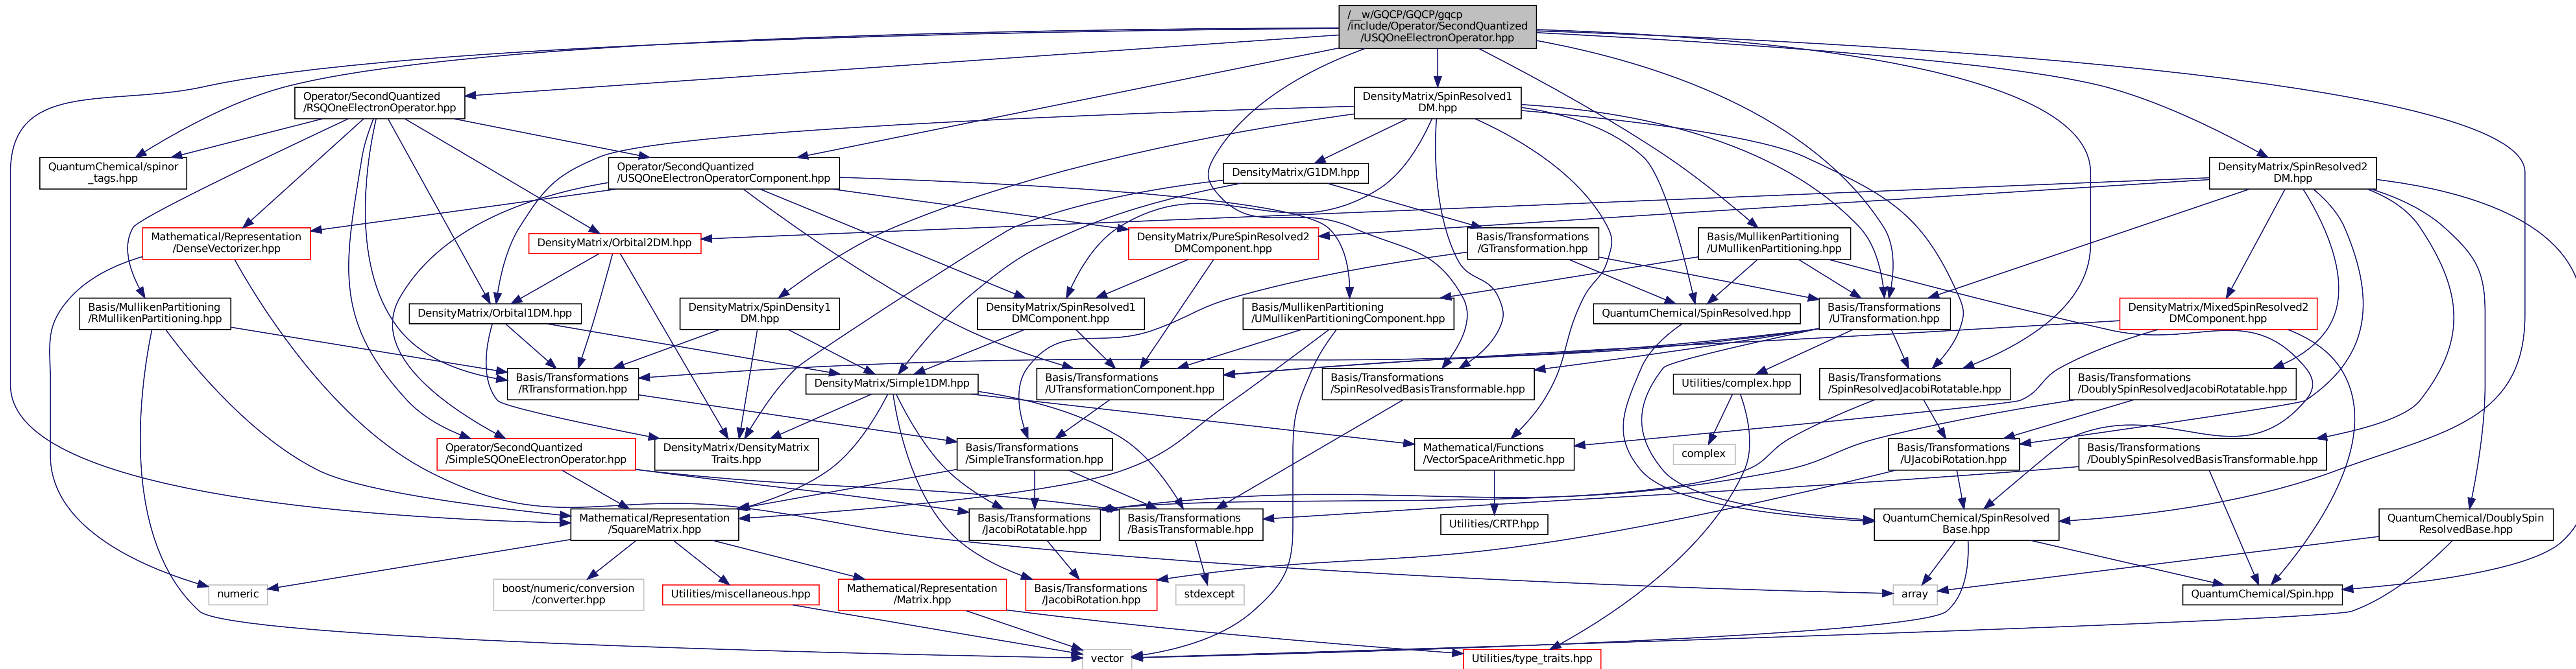 /__w/GQCP/GQCP/gqcp
/include/Operator/SecondQuantized
/USQOneElectronOperator.hpp
Operator/SecondQuantized
/RSQOneElectronOperator.hpp
DensityMatrix/SpinResolved1
DM.hpp
QuantumChemical/spinor
_tags.hpp
Operator/SecondQuantized
/USQOneElectronOperatorComponent.hpp
DensityMatrix/G1DM.hpp
DensityMatrix/SpinResolved2
DM.hpp
Mathematical/Representation
/DenseVectorizer.hpp
DensityMatrix/Orbital2DM.hpp
DensityMatrix/PureSpinResolved2
DMComponent.hpp
Basis/Transformations
/GTransformation.hpp
Basis/MullikenPartitioning
/UMullikenPartitioning.hpp
Basis/MullikenPartitioning
/RMullikenPartitioning.hpp
DensityMatrix/Orbital1DM.hpp
DensityMatrix/SpinDensity1
DM.hpp
DensityMatrix/SpinResolved1
DMComponent.hpp
Basis/MullikenPartitioning
/UMullikenPartitioningComponent.hpp
QuantumChemical/SpinResolved.hpp
Basis/Transformations
/UTransformation.hpp
DensityMatrix/MixedSpinResolved2
DMComponent.hpp
Basis/Transformations
/RTransformation.hpp
DensityMatrix/Simple1DM.hpp
Basis/Transformations
/UTransformationComponent.hpp
Basis/Transformations
/SpinResolvedBasisTransformable.hpp
Utilities/complex.hpp
Basis/Transformations
/SpinResolvedJacobiRotatable.hpp
Basis/Transformations
/DoublySpinResolvedJacobiRotatable.hpp
Operator/SecondQuantized
/SimpleSQOneElectronOperator.hpp
DensityMatrix/DensityMatrix
Traits.hpp
Basis/Transformations
/SimpleTransformation.hpp
Mathematical/Functions
/VectorSpaceArithmetic.hpp
complex
Basis/Transformations
/UJacobiRotation.hpp
Basis/Transformations
/DoublySpinResolvedBasisTransformable.hpp
Mathematical/Representation
/SquareMatrix.hpp
Basis/Transformations
/JacobiRotatable.hpp
Basis/Transformations
/BasisTransformable.hpp
Utilities/CRTP.hpp
QuantumChemical/SpinResolved
Base.hpp
QuantumChemical/DoublySpin
ResolvedBase.hpp
numeric
boost/numeric/conversion
/converter.hpp
Utilities/miscellaneous.hpp
Mathematical/Representation
/Matrix.hpp
Basis/Transformations
/JacobiRotation.hpp
stdexcept
array
QuantumChemical/Spin.hpp
vector
Utilities/type_traits.hpp